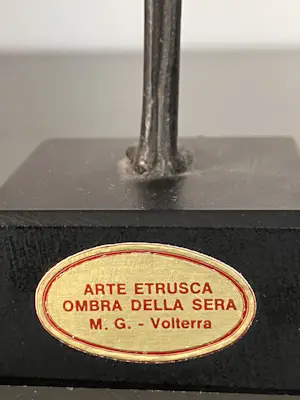 ARTE ETRUSCA
OMBRA DELLA SERA
M. G. - Volterra